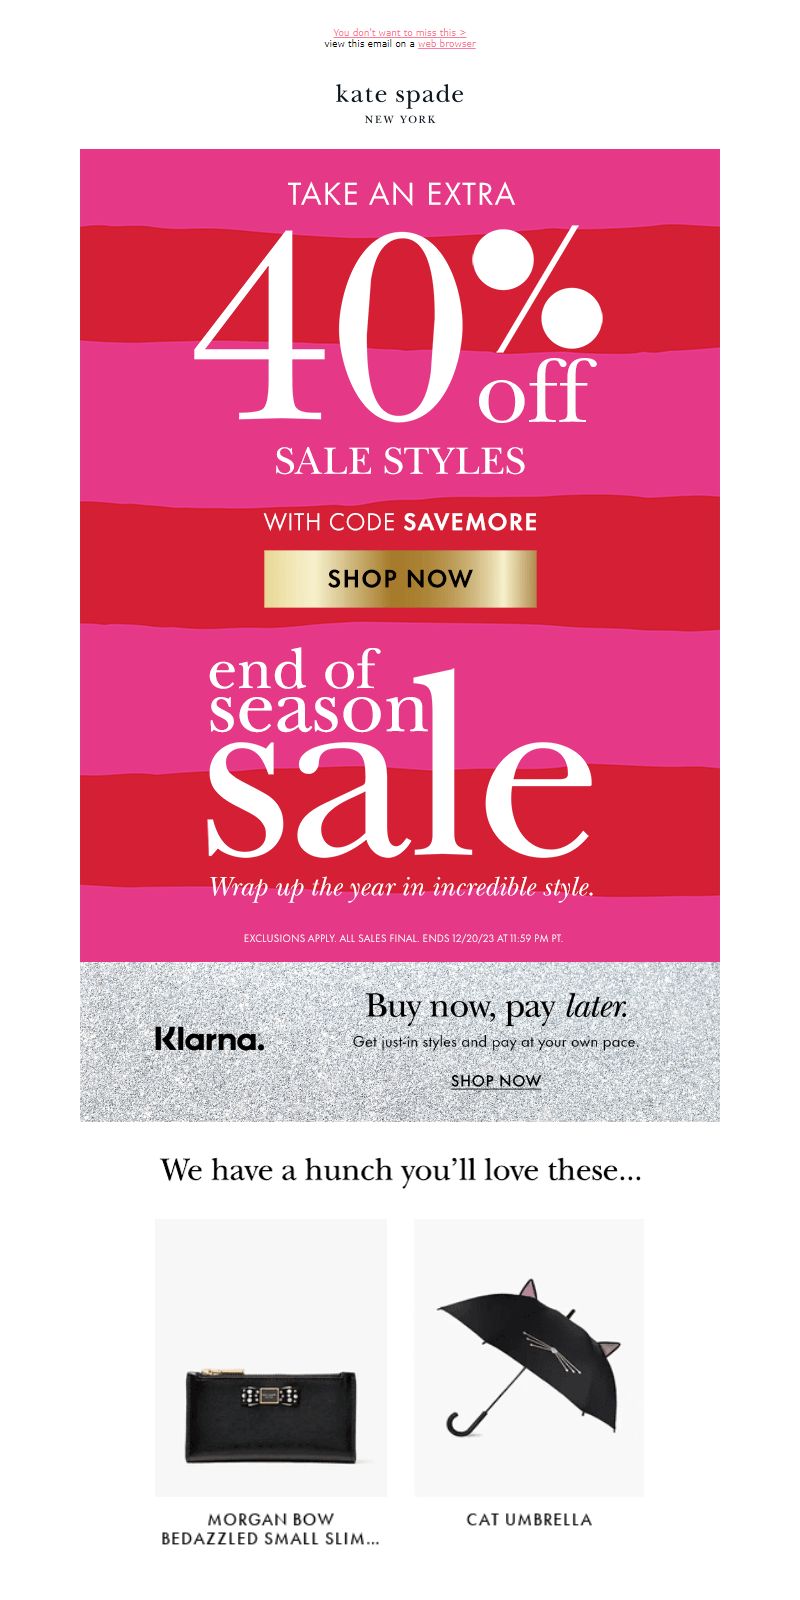 You don't want to miss this >
view this email on a web browser
kate spade
NEW YORK
TAKE AN EXTRA
40%
off
SALE STYLES
WITH CODE SAVEMORE
SHOP NOW
end of
season
sale
Wrap up the year in incredible style.
EXCLUSIONS APPLY. ALL SALES FINAL. ENDS 12/20/23 AT 11:59 PM PT.
Klarna.
Buy now, pay later.
Get just-in styles and pay at your own pace.
SHOP NOW
We have a hunch you’ll love these...
MORGAN BOW
BEDAZZLED SMALL SLIM...
CAT UMBRELLA